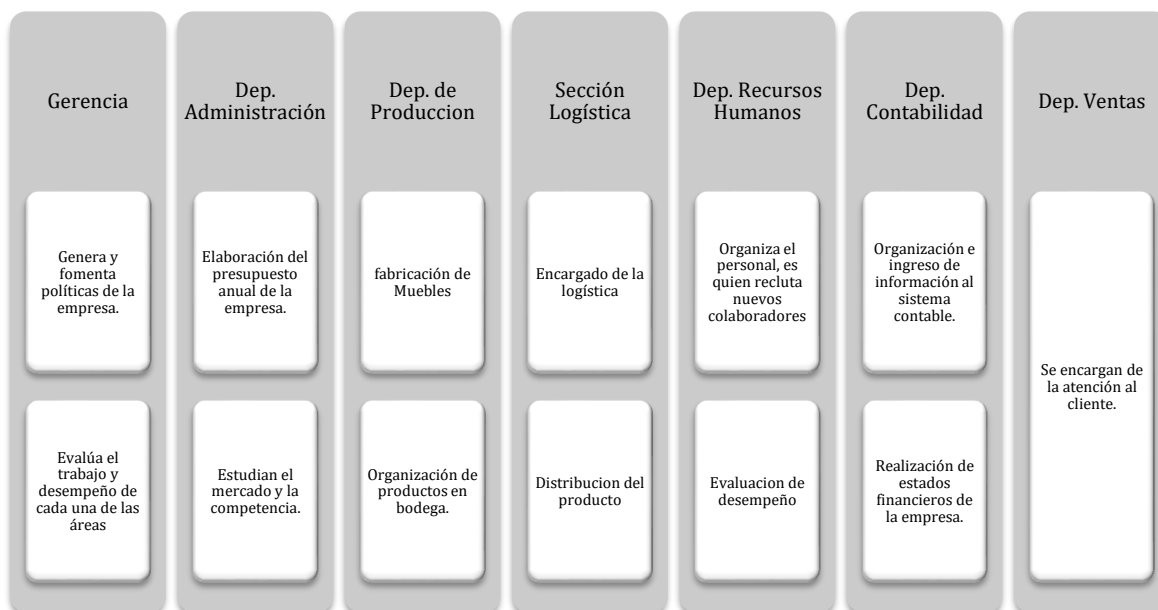 Gerencia
Genera y
fomenta
políticas de la
empresa.
Evalúa el
trabajo y
desempeño de
cada una de las
áreas
Dep.
Administración
Elaboración del
presupuesto
anual de la
empresa.
Estudian el
mercado y la
competencia.
Dep. de
Produccion
fabricación de
Muebles
Organización de
productos en
bodega.
Sección
Logística
Encargado de la
logística
Distribucion del
producto
Dep. Recursos
Humanos
Organiza el
personal, es
quien recluta
nuevos
colaboradores
Evaluacion de
desempeño
Dep.
Contabilidad
Organización e
ingreso de
información al
sistema
contable.
Realización de
estados
financieros de
la empresa.
Dep. Ventas
Se encargan de
la atención al
cliente.